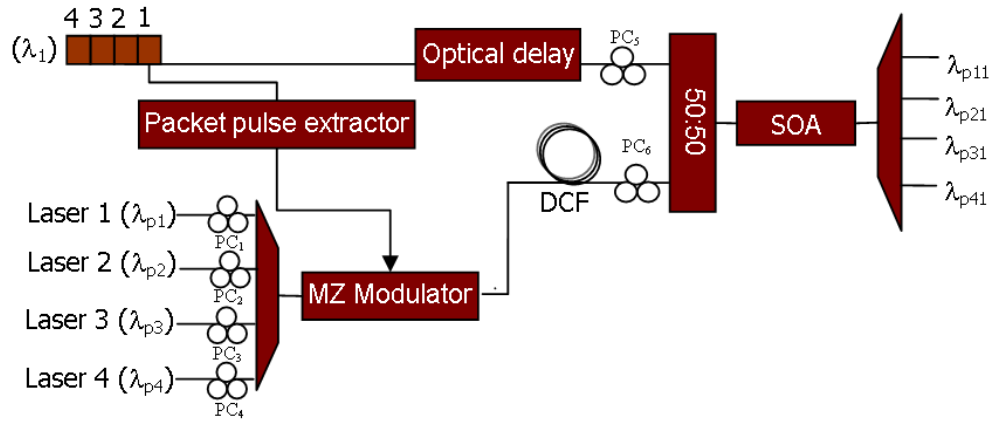 4 3 2 1
(λ₁)
Optical delay
PC₅
Packet pulse extractor
50:50
SOA
λp11
λp21
λp31
λp41
DCF
PC₆
Laser 1 (λp1)
PC₁
Laser 2 (λp2)
PC₂
MZ Modulator
Laser 3 (λp3)
PC₃
Laser 4 (λp4)
PC₄